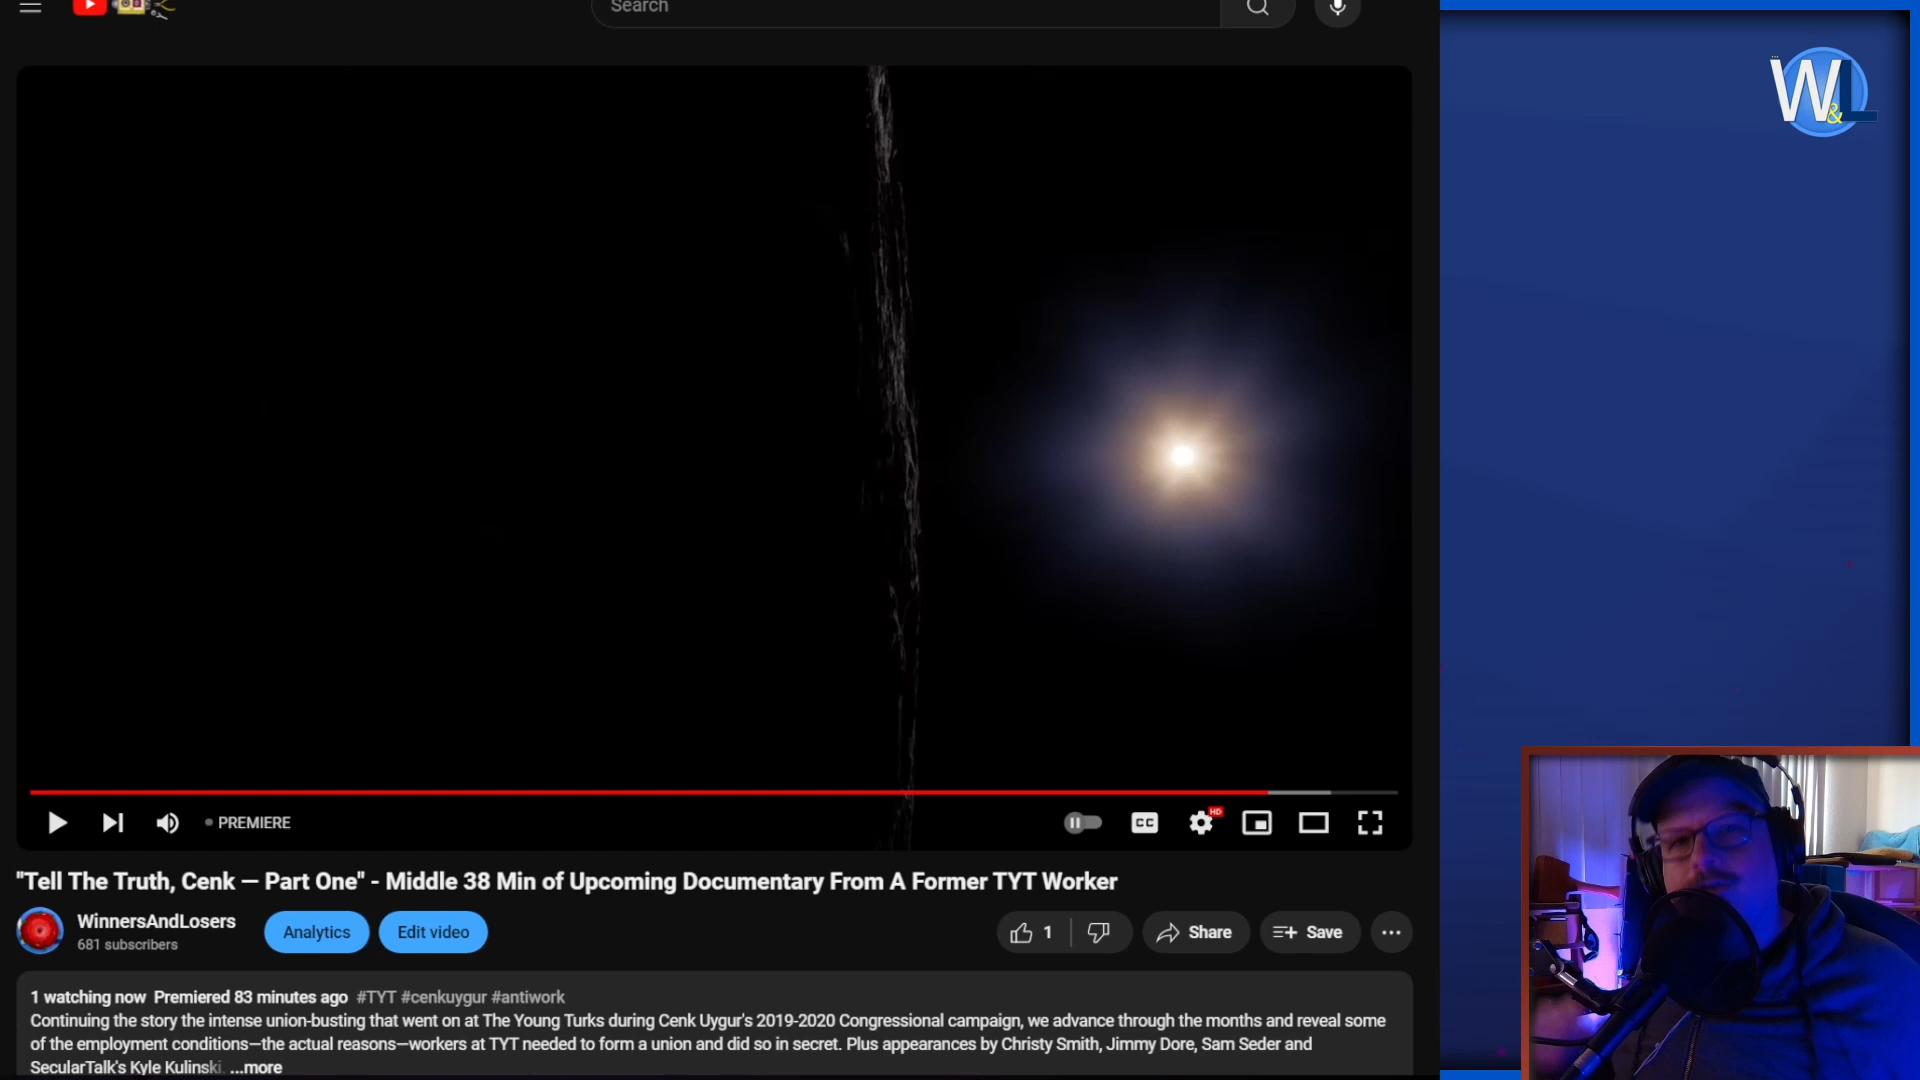 Search
W&L
HD
CC
PREMIERE
"Tell The Truth, Cenk — Part One" - Middle 38 Min of Upcoming Documentary From A Former TYT Worker
WinnersAndLosers
681 subscribers
Analytics
Edit video
1
Share
Save
1 watching now Premiered 83 minutes ago #TYT #cenkuygur #antiwork
Continuing the story the intense union-busting that went on at The Young Turks during Cenk Uygur's 2019-2020 Congressional campaign, we advance through the months and reveal some
of the employment conditions—the actual reasons—workers at TYT needed to form a union and did so in secret. Plus appearances by Christy Smith, Jimmy Dore, Sam Seder and
SecularTalk's Kyle Kulinski. ...more